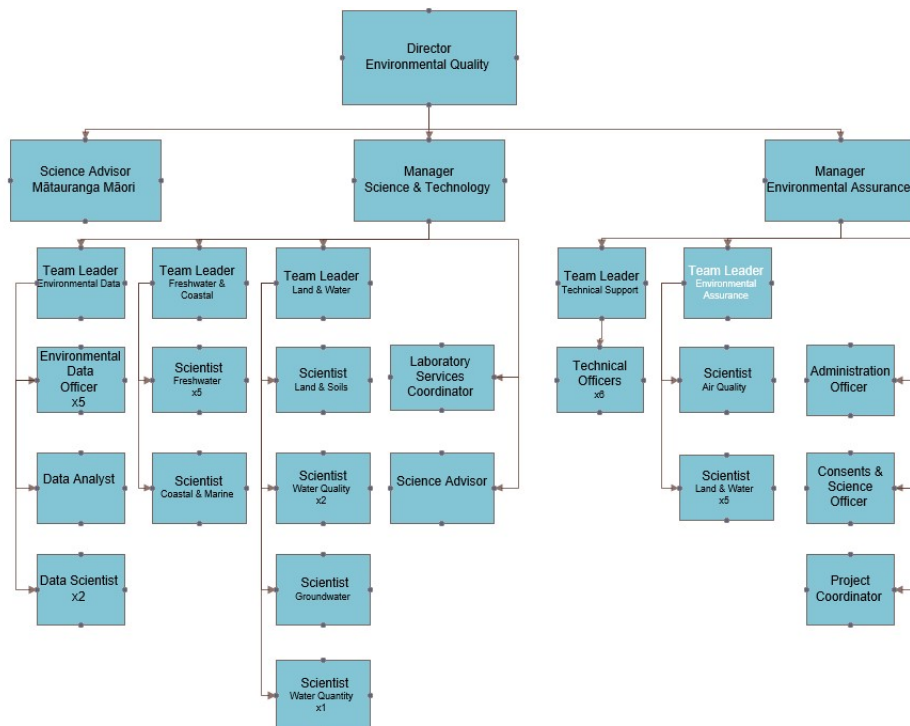 Director
Environmental Quality
Science Advisor
Mātauranga Māori
Manager
Science & Technology
Manager
Environmental Assurance
Team Leader
Environmental Data
Team Leader
Freshwater &
Coastal
Team Leader
Land & Water
Team Leader
Technical Support
Team Leader
Environmental
Assurance
Environmental
Data
Officer
x5
Scientist
Freshwater
x5
Scientist
Land & Soils
Laboratory
Services
Coordinator
Technical
Officers
x6
Scientist
Air Quality
Administration
Officer
Data Analyst
Scientist
Coastal & Marine
Scientist
Water Quality
x2
Science Advisor
Scientist
Land & Water
x5
Consents &
Science
Officer
Data Scientist
x2
Scientist
Groundwater
Project
Coordinator
Scientist
Water Quantity
x1